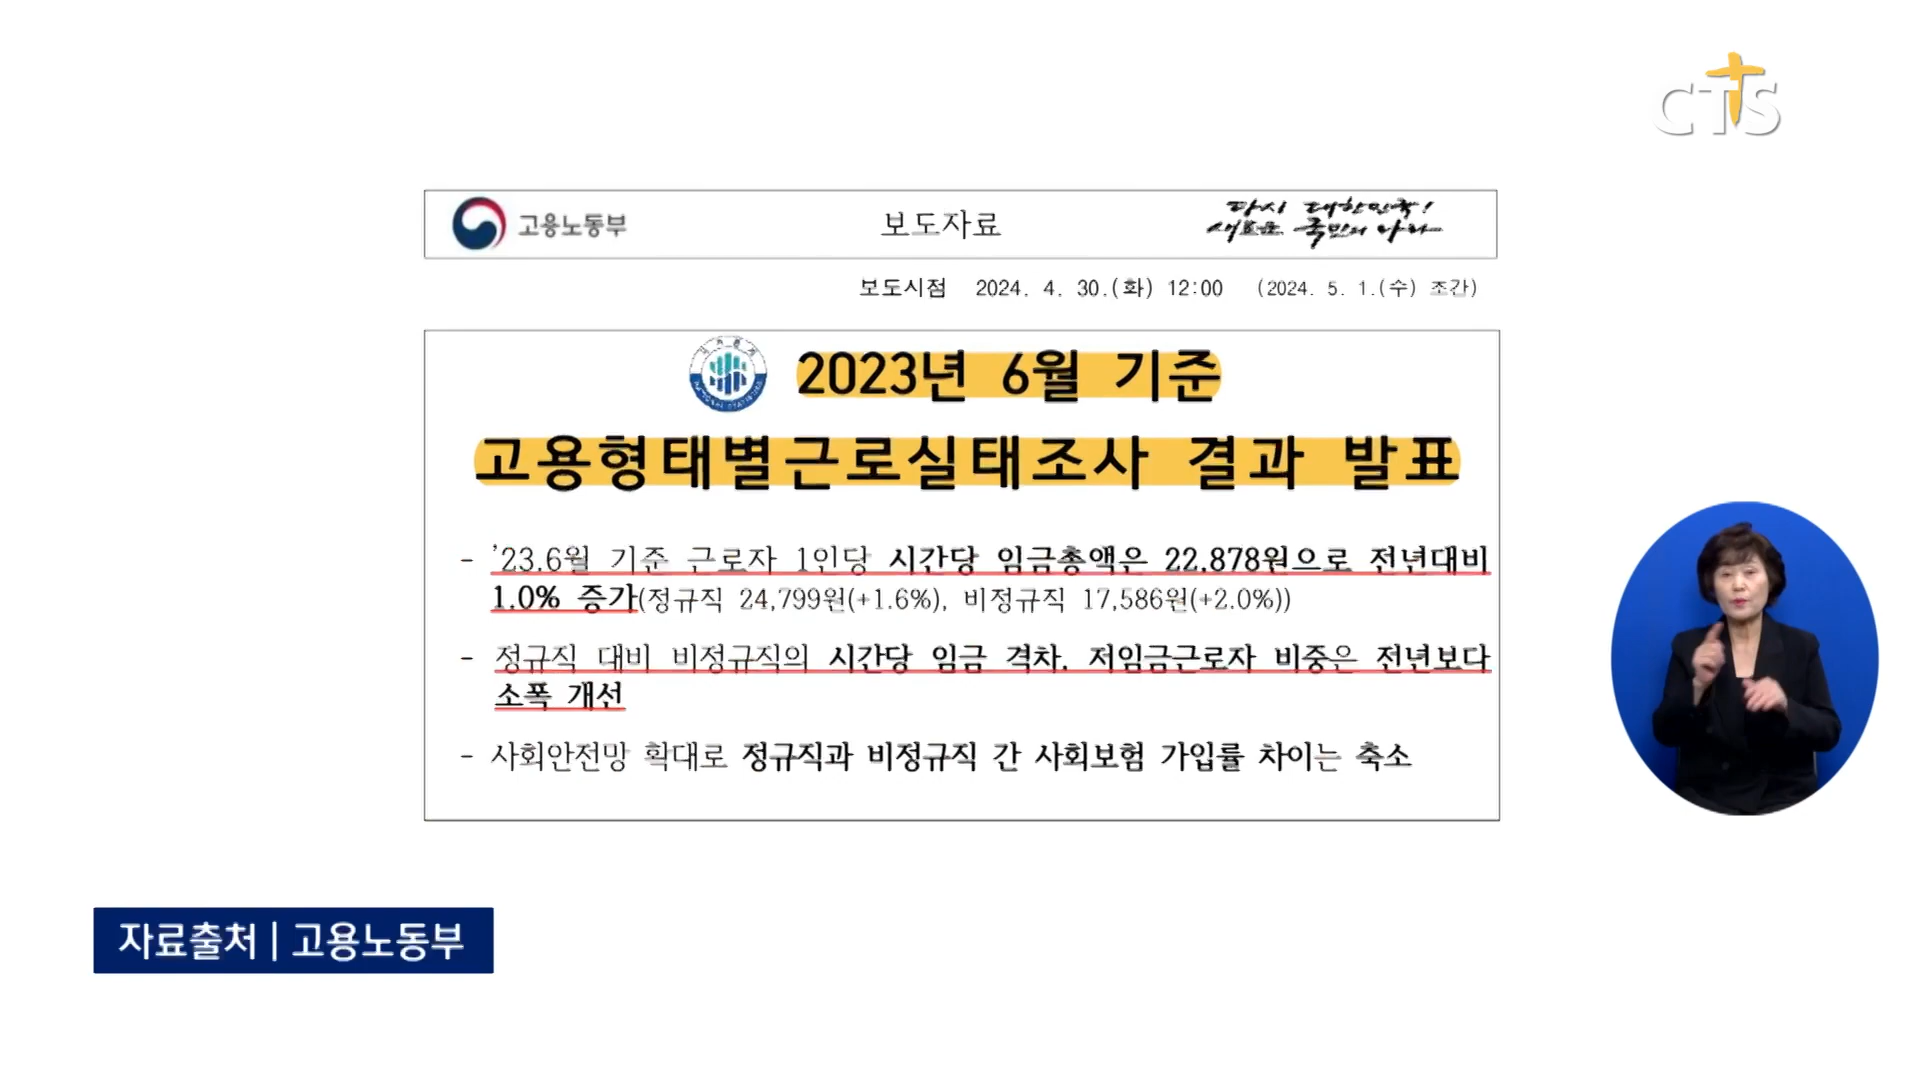 CTS
고용노동부
보도자료
다시 대한민국!
새로운 국민의 나라
보도시점 2024. 4. 30.(화) 12:00 (2024. 5. 1.(수) 조간)
2023년 6월 기준
고용형태별근로실태조사 결과 발표
- '23.6월 기준 근로자 1인당 시간당 임금총액은 22,878원으로 전년대비
1.0% 증가(정규직 24,799원(+1.6%), 비정규직 17,586원(+2.0%))
- 정규직 대비 비정규직의 시간당 임금 격차, 저임금근로자 비중은 전년보다
소폭 개선
- 사회안전망 확대로 정규직과 비정규직 간 사회보험 가입률 차이는 축소
자료출처 | 고용노동부